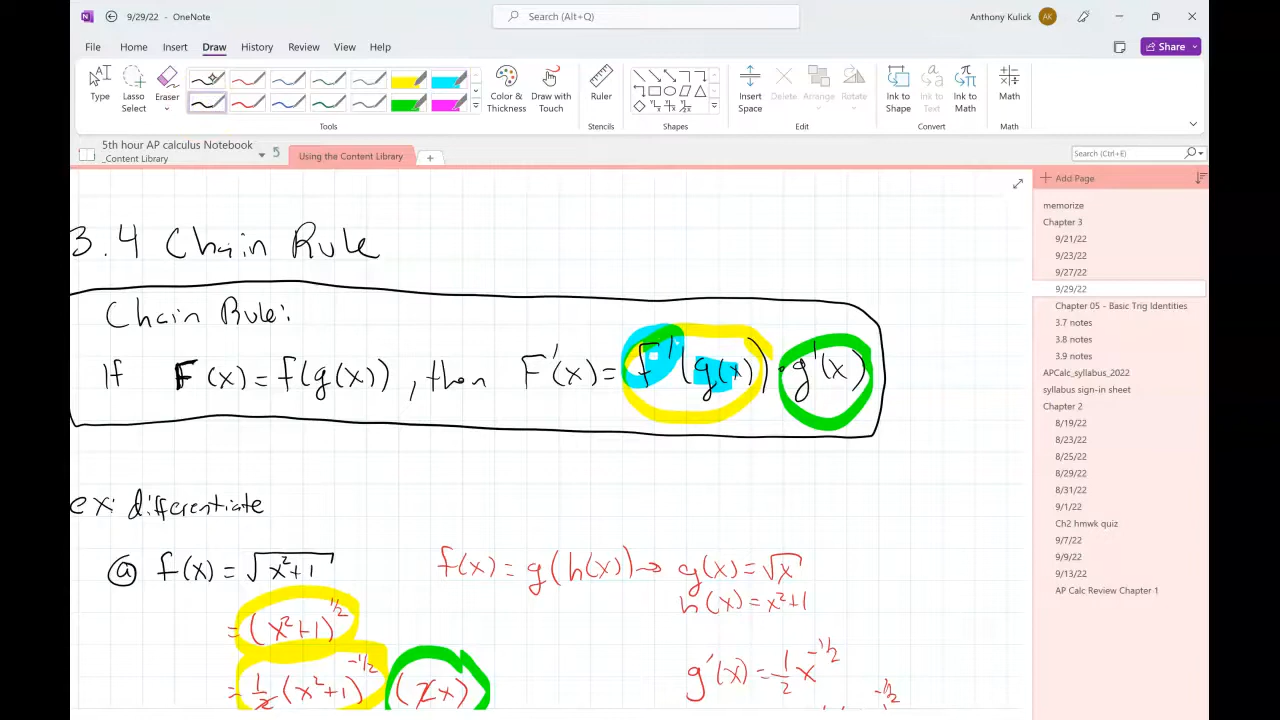 9/29/22 - OneNote
Search (Alt+Q)
Anthony Kulick
AK
File Home Insert Draw History Review View Help
Share
Type
Lasso Select
Eraser
Color & Thickness
Draw with Touch
Ruler
Insert Space
Delete
Arrange
Rotate
Ink to Shape
Ink to Text
Ink to Math
Math
Tools
Stencils
Shapes
Edit
Convert
Math
5th hour AP calculus Notebook
_Content Library
Using the Content Library
+
Search (Ctrl+E)
Add Page
memorize
Chapter 3
9/21/22
9/23/22
9/27/22
9/29/22
Chapter 05 - Basic Trig Identities
3.7 notes
3.8 notes
3.9 notes
APCalc_syllabus_2022
syllabus sign-in sheet
Chapter 2
8/19/22
8/23/22
8/25/22
8/29/22
8/31/22
9/1/22
Ch2 hmwk quiz
9/7/22
9/9/22
9/13/22
AP Calc Review Chapter 1
3.4 Chain Rule
Chain Rule:
If F(x) = f(g(x)), then F'(x) = f'(g(x)) · g'(x)
ex: differentiate
ⓐ f(x) = √(x²+1)
f(x) = g(h(x)) → g(x) = √x
h(x) = x²+1
= (x²+1)^1/2
= 1/2 (x²+1)^-1/2 (2x)
g'(x) = 1/2 x^-1/2